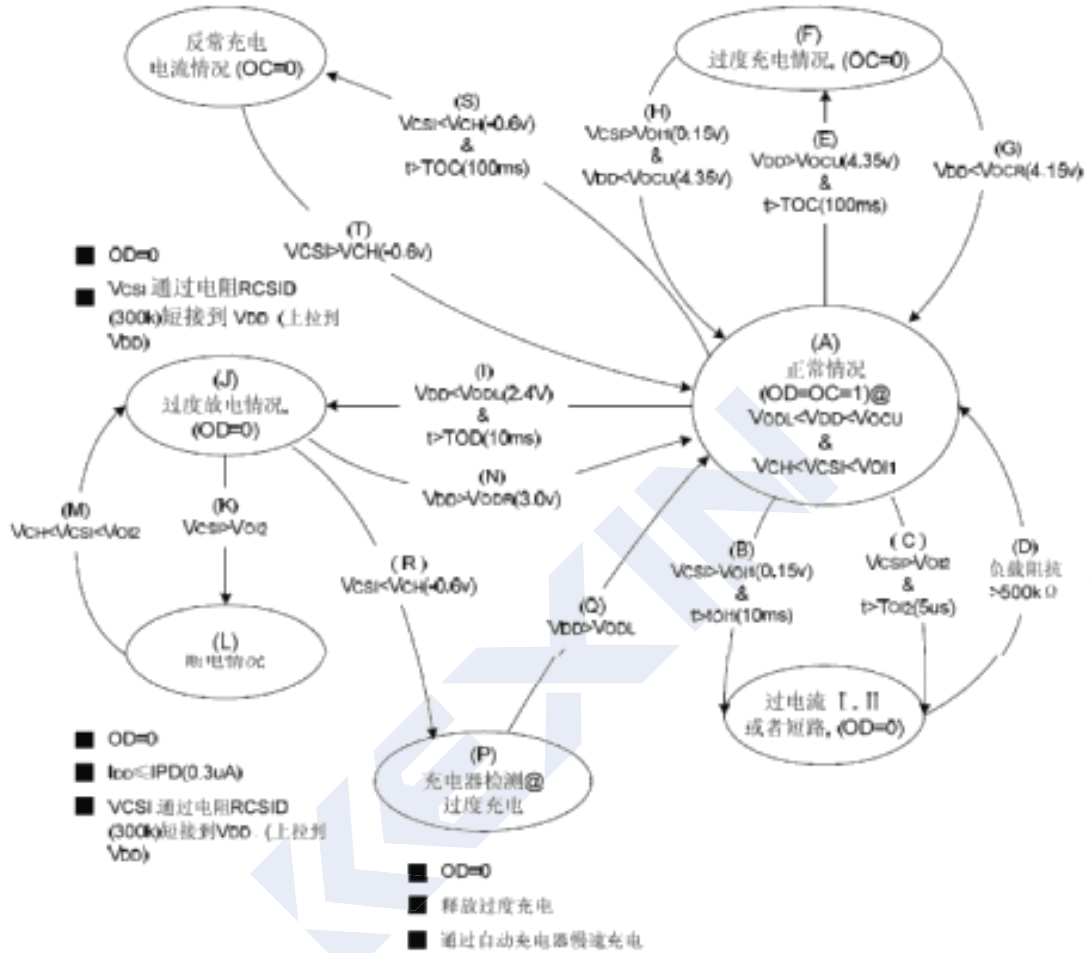 反常充电
电流情况 (OC=0)
(F)
过度充电情况. (OC=0)
(S)
VCSI<VCH(-0.6v)
&
t>TOC(100ms)
(H)
VCSI>VOI1(0.15v)
&
VDD<VOCU(4.35v)
(E)
VDD>VOCU(4.35v)
&
t>TOC(100ms)
(G)
VDD<VOCR(4.15v)
(T)
VCSI>VCH(-0.6v)
■ OD=0
■ VCSI 通过电阻RCSID
(300k)短接到 VDD (上拉到
VDD)
(A)
正常情况
(OD=OC=1)@
VODL<VDD<VOCU
&
VCH<VCSI<VOI1
(J)
过度放电情况.
(OD=0)
(I)
VDD<VODL(2.4V)
&
t>TOD(10ms)
(N)
VDD>VODR(3.0v)
(M)
VCH<VCSI<VOI2
(K)
VCSI>VOI2
(R)
VCSI<VCH(-0.6v)
(B)
VCSI>VOI1(0.15v)
&
t>tOI1(10ms)
(C)
VCSI>VOI2
&
t>TOI2(5us)
(D)
负载阻抗
>500kΩ
(Q)
VDD>VODL
(L)
断电情况
过电流 I, II
或者短路, (OD=0)
■ OD=0
■ IDD≤IPD(0.3uA)
■ VCSI 通过电阻RCSID
(300k)短接到VDD (上拉到
VDD)
(P)
充电器检测@
过度充电
■ OD=0
■ 释放过度充电
■ 通过自动充电器慢速充电
KEXIN